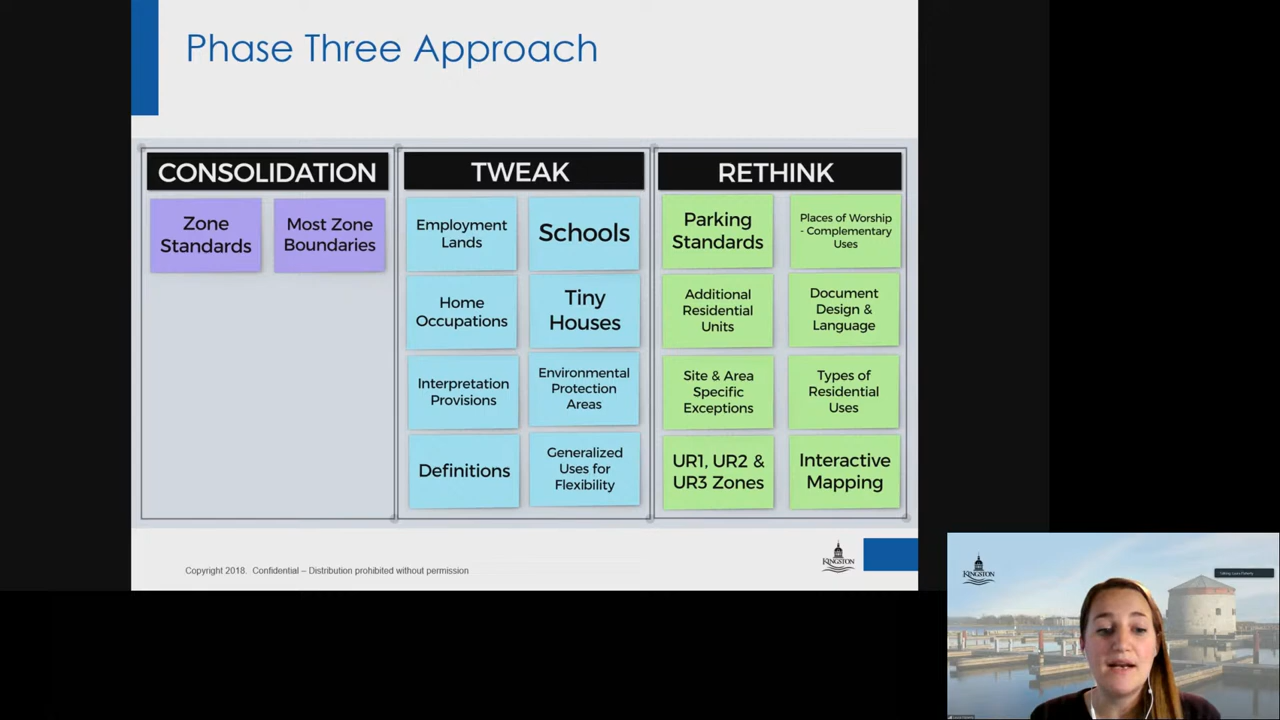 Phase Three Approach
CONSOLIDATION
Zone
Standards
Most Zone
Boundaries
TWEAK
Employment
Lands
Schools
Home
Occupations
Tiny
Houses
Interpretation
Provisions
Environmental
Protection
Areas
Definitions
Generalized
Uses for
Flexibility
RETHINK
Parking
Standards
Places of Worship
- Complementary
Uses
Additional
Residential
Units
Document
Design &
Language
Site & Area
Specific
Exceptions
Types of
Residential
Uses
UR1, UR2 &
UR3 Zones
Interactive
Mapping
Copyright 2018. Confidential – Distribution prohibited without permission
KINGSTON
KINGSTON